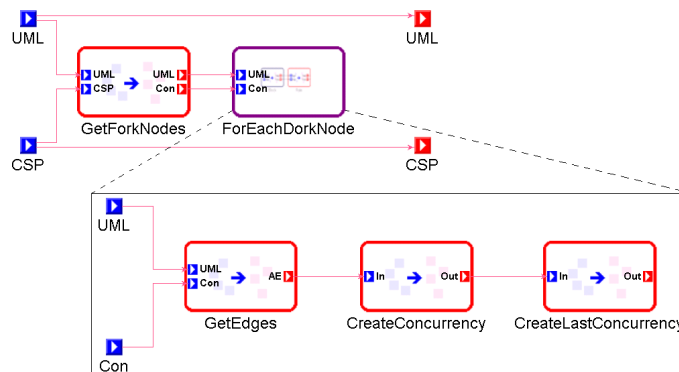 UML
UML
UML UML UML
CSP Con Con
GetForkNodes ForEachDorkNode
CSP
CSP
UML
UML AE In Out In Out
Con
GetEdges CreateConcurrency CreateLastConcurrency
Con